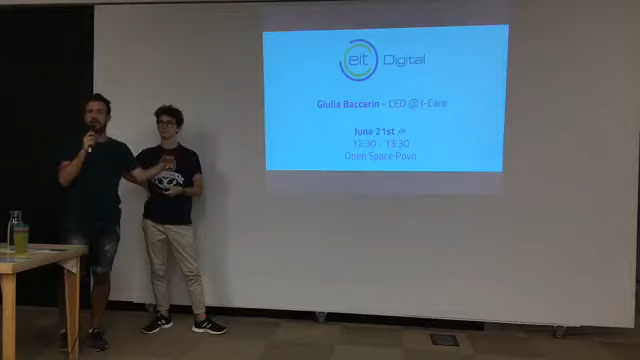 eit Digital
Giulia Baccarin - CEO @ I-Care
June 21st @
12:30 - 13:30
Open Space Povo